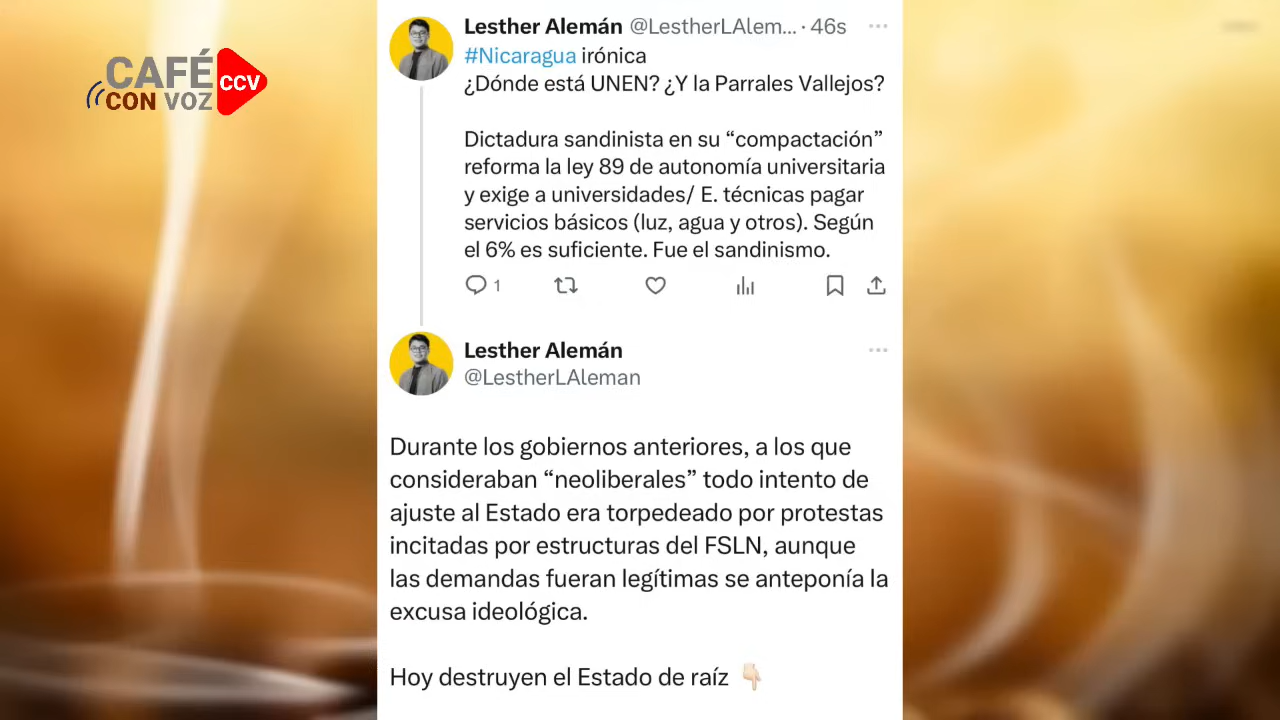 CAFÉ
CON VOZ
CCV
Lesther Alemán @LestherLAlem... · 46s
#Nicaragua irónica
¿Dónde está UNEN? ¿Y la Parrales Vallejos?
Dictadura sandinista en su “compactación”
reforma la ley 89 de autonomía universitaria
y exige a universidades/ E. técnicas pagar
servicios básicos (luz, agua y otros). Según
el 6% es suficiente. Fue el sandinismo.
1
Lesther Alemán
@LestherLAleman
Durante los gobiernos anteriores, a los que
consideraban “neoliberales” todo intento de
ajuste al Estado era torpedeado por protestas
incitadas por estructuras del FSLN, aunque
las demandas fueran legítimas se anteponía la
excusa ideológica.
Hoy destruyen el Estado de raíz 👇🏻